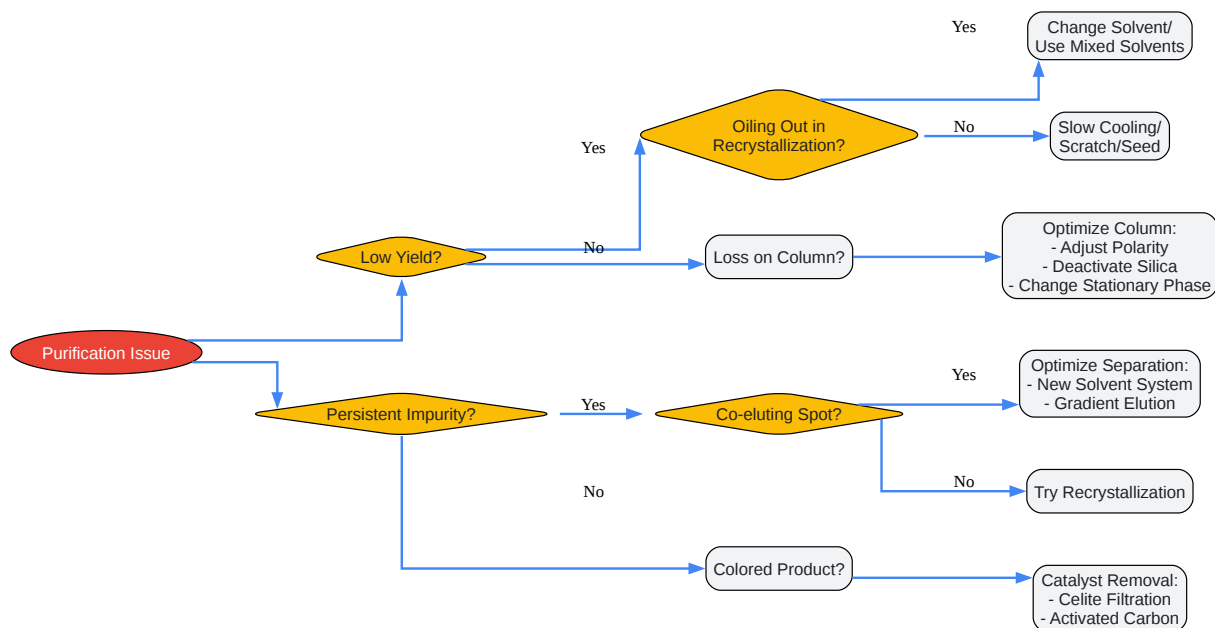 Yes
Change Solvent/
Use Mixed Solvents
Oiling Out in
Recrystallization?
No
Slow Cooling/
Scratch/Seed
Yes
Low Yield?
No
Loss on Column?
Optimize Column:
- Adjust Polarity
- Deactivate Silica
- Change Stationary Phase
Purification Issue
Persistent Impurity?
Yes
Co-eluting Spot?
Yes
Optimize Separation:
- New Solvent System
- Gradient Elution
No
Try Recrystallization
No
Colored Product?
Catalyst Removal:
- Celite Filtration
- Activated Carbon